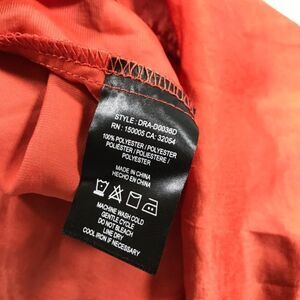 STYLE: DRA-D0038D
RN: 150005 CA: 32054
100% POLYESTER / POLYESTER
POLIÉSTER / POLIESTERE /
POLYESTER
MADE IN CHINA
HECHO EN CHINA
MACHINE WASH COLD
GENTLE CYCLE
DO NOT BLEACH
LINE DRY
COOL IRON IF NECESSARY